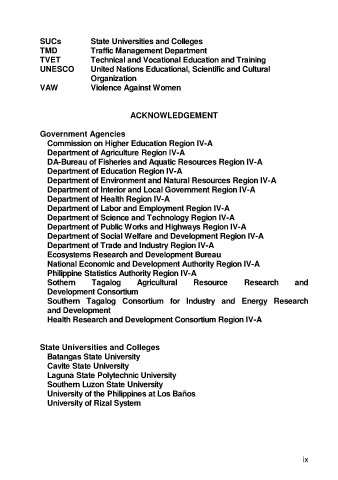 SUCs State Universities and Colleges
TMD Traffic Management Department
TVET Technical and Vocational Education and Training
UNESCO United Nations Educational, Scientific and Cultural
Organization
VAW Violence Against Women
ACKNOWLEDGEMENT
Government Agencies
Commission on Higher Education Region IV-A
Department of Agriculture Region IV-A
DA-Bureau of Fisheries and Aquatic Resources Region IV-A
Department of Education Region IV-A
Department of Environment and Natural Resources Region IV-A
Department of Interior and Local Government Region IV-A
Department of Health Region IV-A
Department of Labor and Employment Region IV-A
Department of Science and Technology Region IV-A
Department of Public Works and Highways Region IV-A
Department of Social Welfare and Development Region IV-A
Department of Trade and Industry Region IV-A
Ecosystems Research and Development Bureau
National Economic and Development Authority Region IV-A
Philippine Statistics Authority Region IV-A
Sothern Tagalog Agricultural Resource Research and
Development Consortium
Southern Tagalog Consortium for Industry and Energy Research
and Development
Health Research and Development Consortium Region IV-A
State Universities and Colleges
Batangas State University
Cavite State University
Laguna State Polytechnic University
Southern Luzon State University
University of the Philippines at Los Baños
University of Rizal System
ix